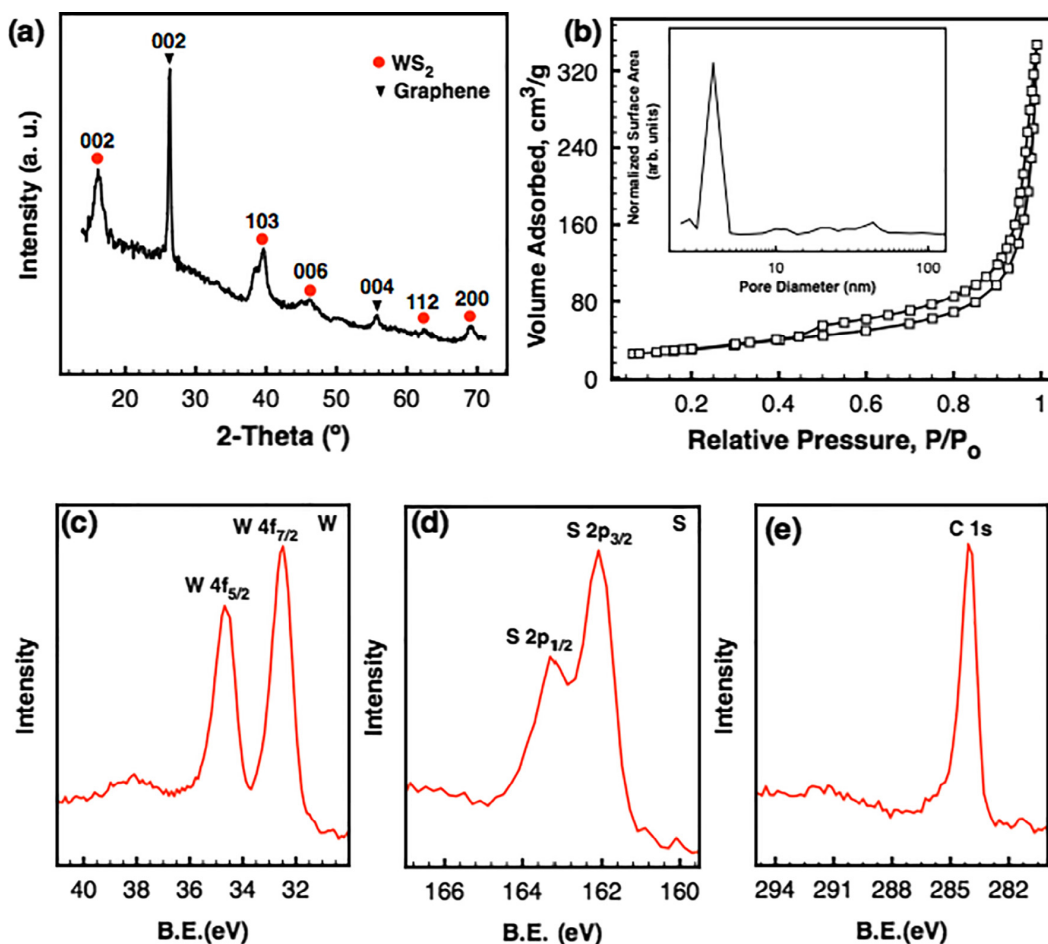 (a)
002
002
103
006
004
112
200
WS₂
Graphene
Intensity (a. u.)
20 30 40 50 60 70
2-Theta (°)
(b)
320
240
160
80
0
Volume Adsorbed, cm³/g
0.2 0.4 0.6 0.8 1
Relative Pressure, P/P₀
Normalized Surface Area
(arb. units)
10 100
Pore Diameter (nm)
(c)
W 4f₇/₂
W
W 4f₅/₂
Intensity
40 38 36 34 32
B.E.(eV)
(d)
S 2p₃/₂
S
S 2p₁/₂
Intensity
166 164 162 160
B.E. (eV)
(e)
C 1s
Intensity
294 291 288 284 282
B.E.(eV)